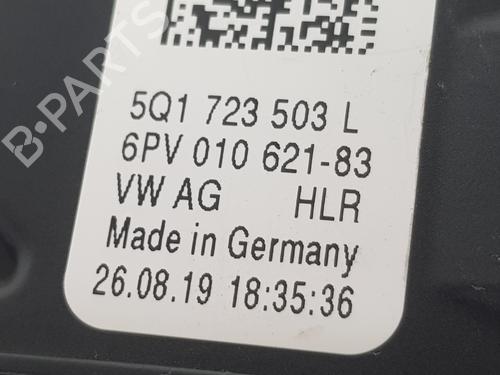 B-PARTS
5Q1 723 503 L
6PV 010 621-83
VW AG HLR
Made in Germany
26.08.19 18:35:36